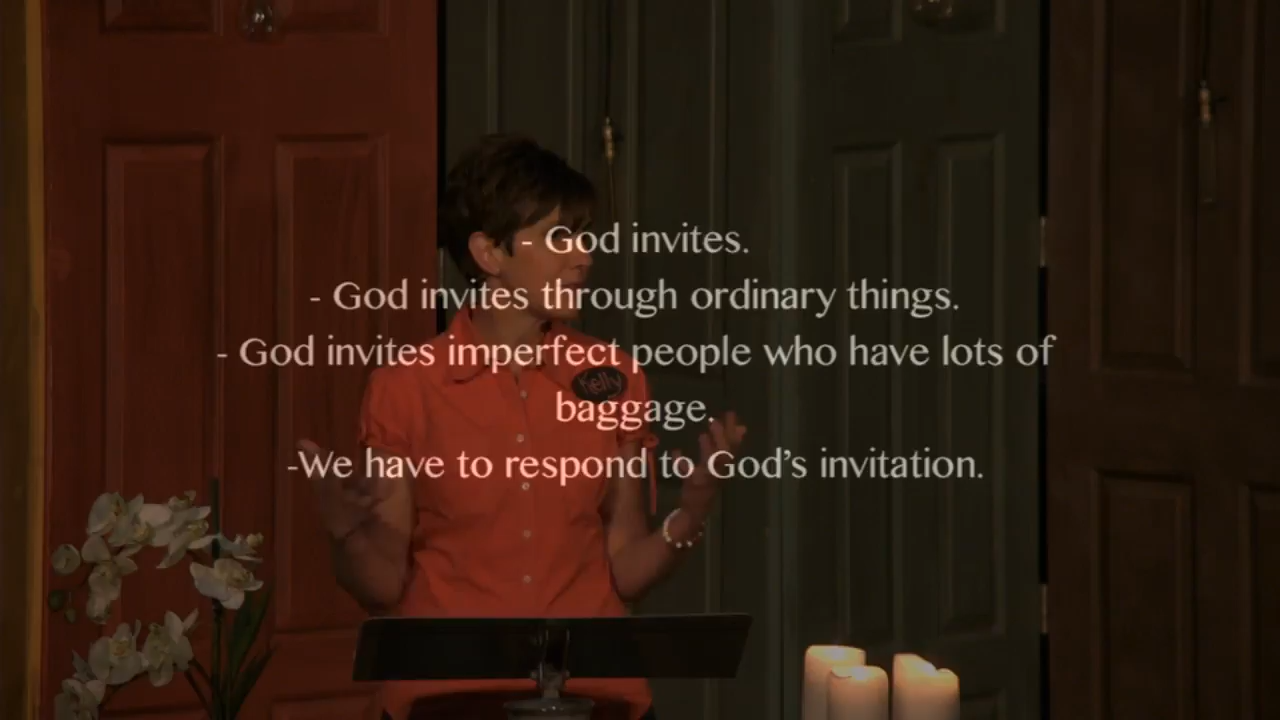 - God invites.
- God invites through ordinary things.
- God invites imperfect people who have lots of
baggage.
-We have to respond to God's invitation.
Kelly